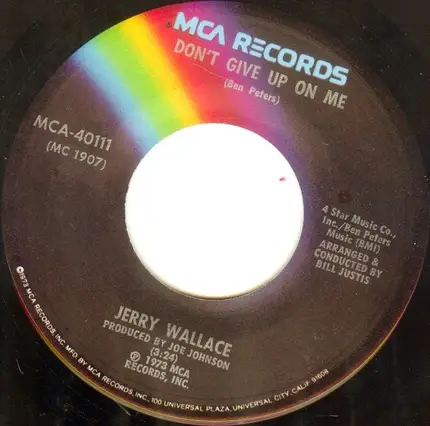 MCA RECORDS
DON'T GIVE UP ON ME
(Ben Peters)
MCA-40111
(MC 1907)
4 Star Music Co.,
Inc./Ben Peters
Music (BMI)
ARRANGED &
CONDUCTED BY
BILL JUSTIS
JERRY WALLACE
PRODUCED BY JOE JOHNSON
(3:24)
℗ 1973 MCA
RECORDS, INC.
©1973 MCA RECORDS, INC. MFD. BY MCA RECORDS, INC., 100 UNIVERSAL PLAZA, UNIVERSAL CITY, CALIF. 91608